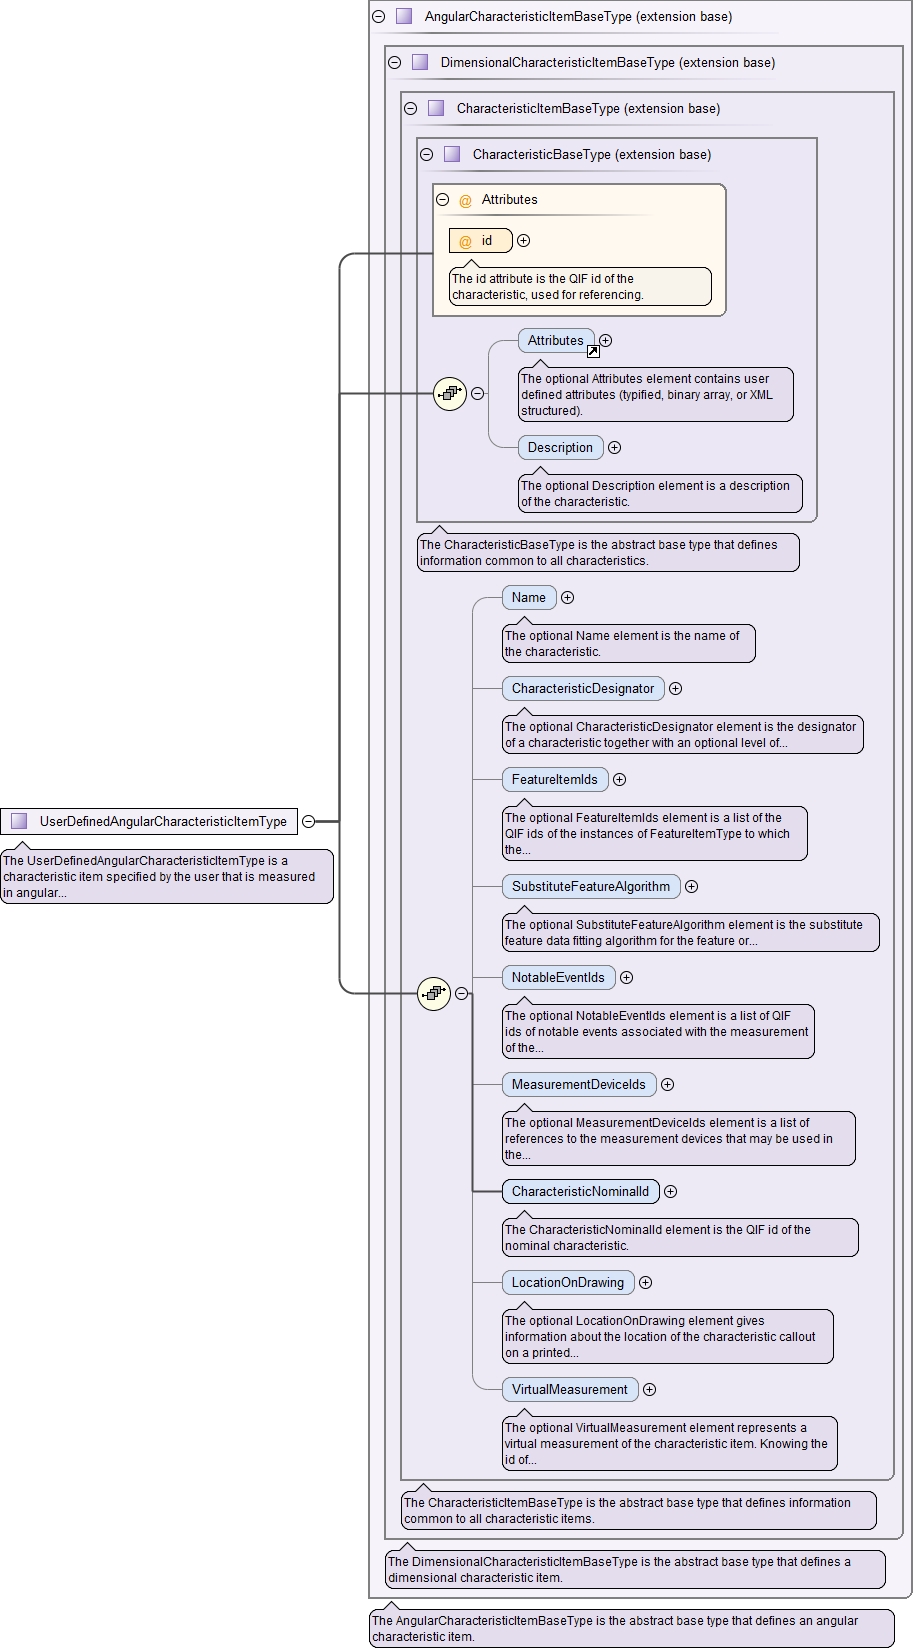 AngularCharacteristicItemBaseType (extension base)
DimensionalCharacteristicItemBaseType (extension base)
CharacteristicItemBaseType (extension base)
CharacteristicBaseType (extension base)
@ Attributes
@ id
The id attribute is the QIF id of the
characteristic, used for referencing.
Attributes
The optional Attributes element contains user
defined attributes (typified, binary array, or XML
structured).
Description
The optional Description element is a description
of the characteristic.
The CharacteristicBaseType is the abstract base type that defines
information common to all characteristics.
Name
The optional Name element is the name of
the characteristic.
CharacteristicDesignator
The optional CharacteristicDesignator element is the designator
of a characteristic together with an optional level of...
FeatureItemIds
The optional FeatureItemIds element is a list of the
QIF ids of the instances of FeatureItemType to which
the...
UserDefinedAngularCharacteristicItemType
The UserDefinedAngularCharacteristicItemType is a
characteristic item specified by the user that is measured
in angular...
SubstituteFeatureAlgorithm
The optional SubstituteFeatureAlgorithm element is the substitute
feature data fitting algorithm for the feature or...
NotableEventIds
The optional NotableEventIds element is a list of QIF
ids of notable events associated with the measurement
of the...
MeasurementDeviceIds
The optional MeasurementDeviceIds element is a list of
references to the measurement devices that may be used in
the...
CharacteristicNominalId
The CharacteristicNominalId element is the QIF id of the
nominal characteristic.
LocationOnDrawing
The optional LocationOnDrawing element gives
information about the location of the characteristic callout
on a printed...
VirtualMeasurement
The optional VirtualMeasurement element represents a
virtual measurement of the characteristic item. Knowing the
id of...
The CharacteristicItemBaseType is the abstract base type that defines information
common to all characteristic items.
The DimensionalCharacteristicItemBaseType is the abstract base type that defines a
dimensional characteristic item.
The AngularCharacteristicItemBaseType is the abstract base type that defines an angular
characteristic item.